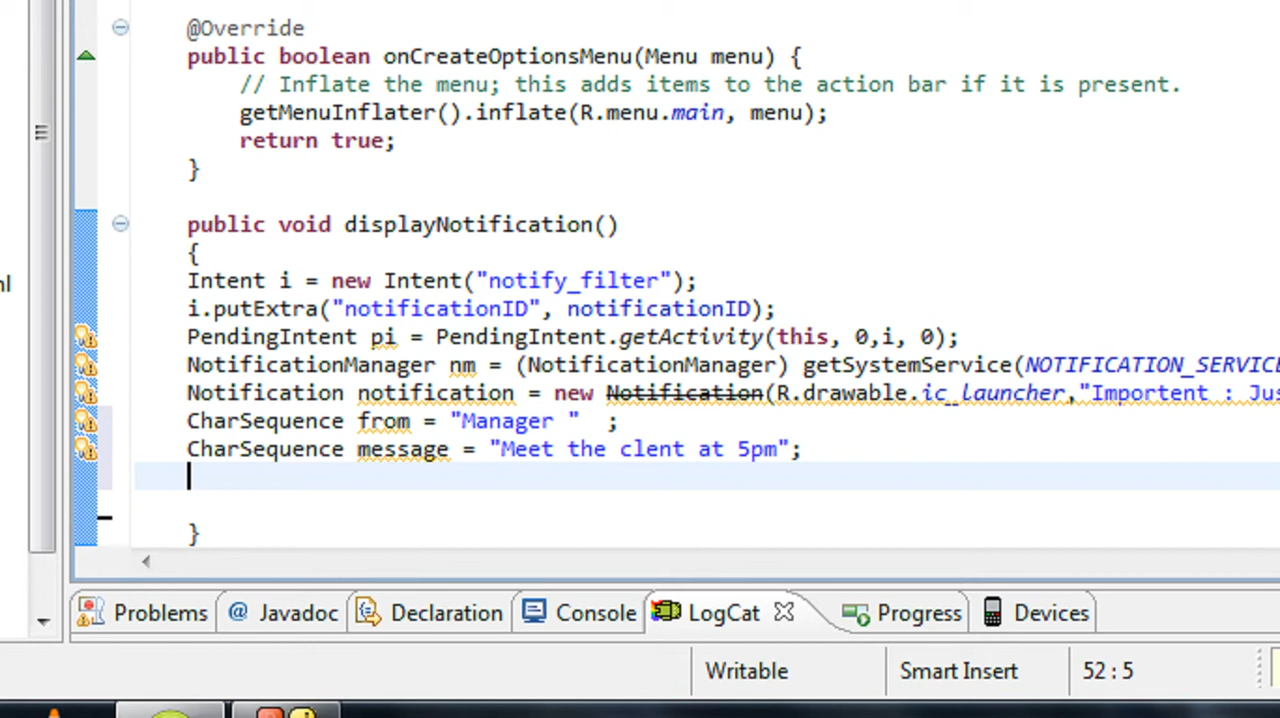 @Override
public boolean onCreateOptionsMenu(Menu menu) {
// Inflate the menu; this adds items to the action bar if it is present.
getMenuInflater().inflate(R.menu.main, menu);
return true;
}
public void displayNotification()
{
Intent i = new Intent("notify_filter");
i.putExtra("notificationID", notificationID);
PendingIntent pi = PendingIntent.getActivity(this, 0,i, 0);
NotificationManager nm = (NotificationManager) getSystemService(NOTIFICATION_SERVICE
Notification notification = new Notification(R.drawable.ic_launcher,"Importent : Jus
CharSequence from = "Manager "  ;
CharSequence message = "Meet the clent at 5pm";
}
Problems @ Javadoc Declaration Console LogCat Progress Devices
Writable Smart Insert 52 : 5